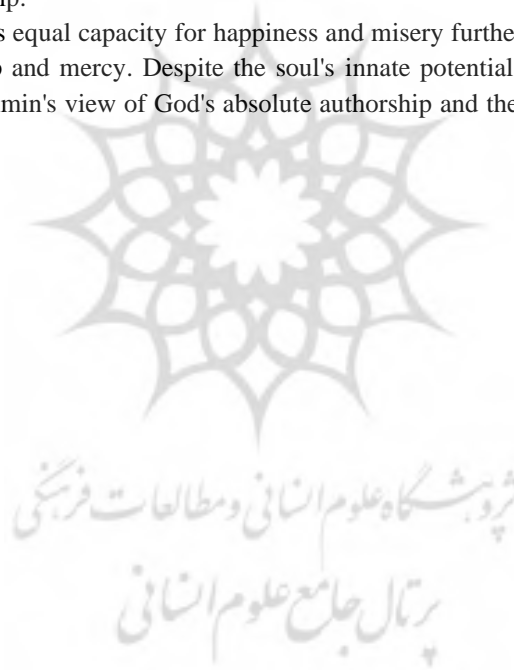 ip.
s equal capacity for happiness and misery furthe
o and mercy. Despite the soul's innate potential
min's view of God's absolute authorship and the
پژوهشگاه علوم انسانی و مطالعات فرهنگی
پرتال جامع علوم انسانی